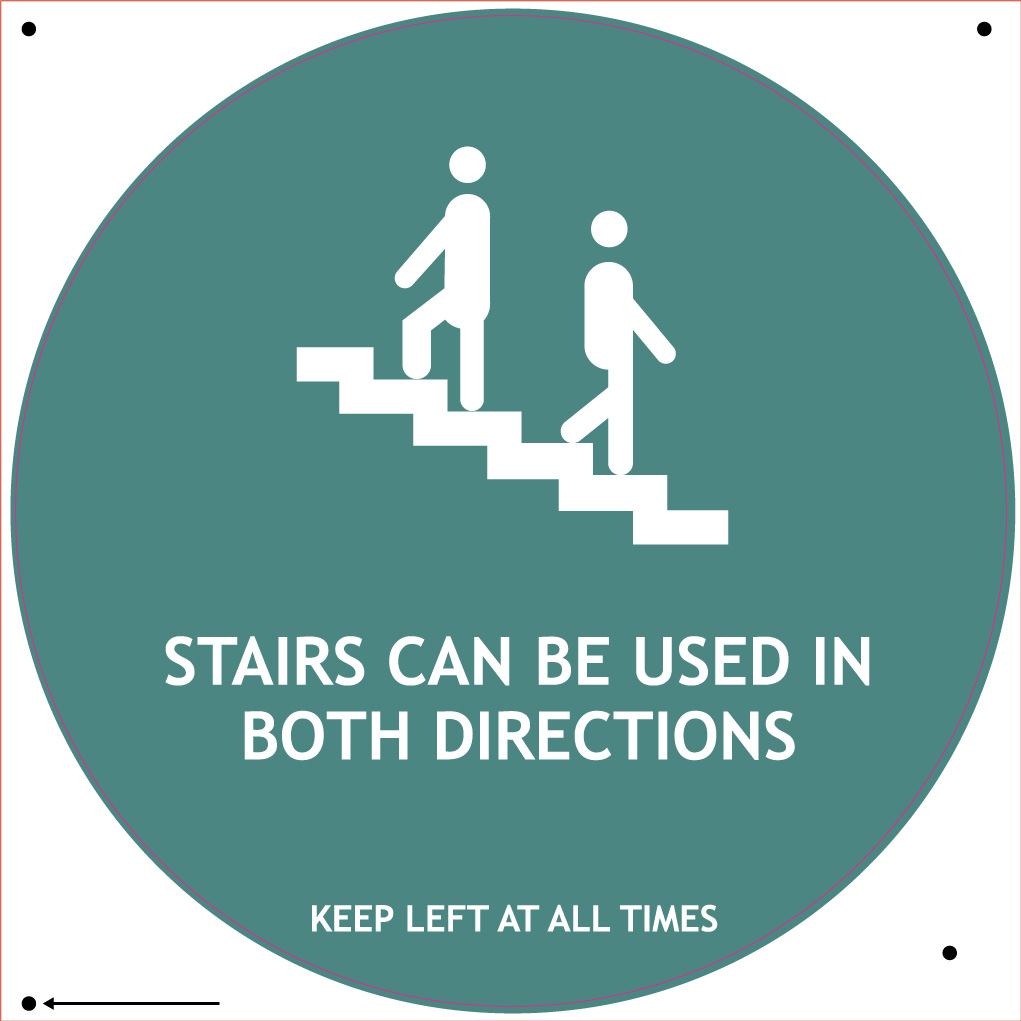 STAIRS CAN BE USED IN
BOTH DIRECTIONS
KEEP LEFT AT ALL TIMES